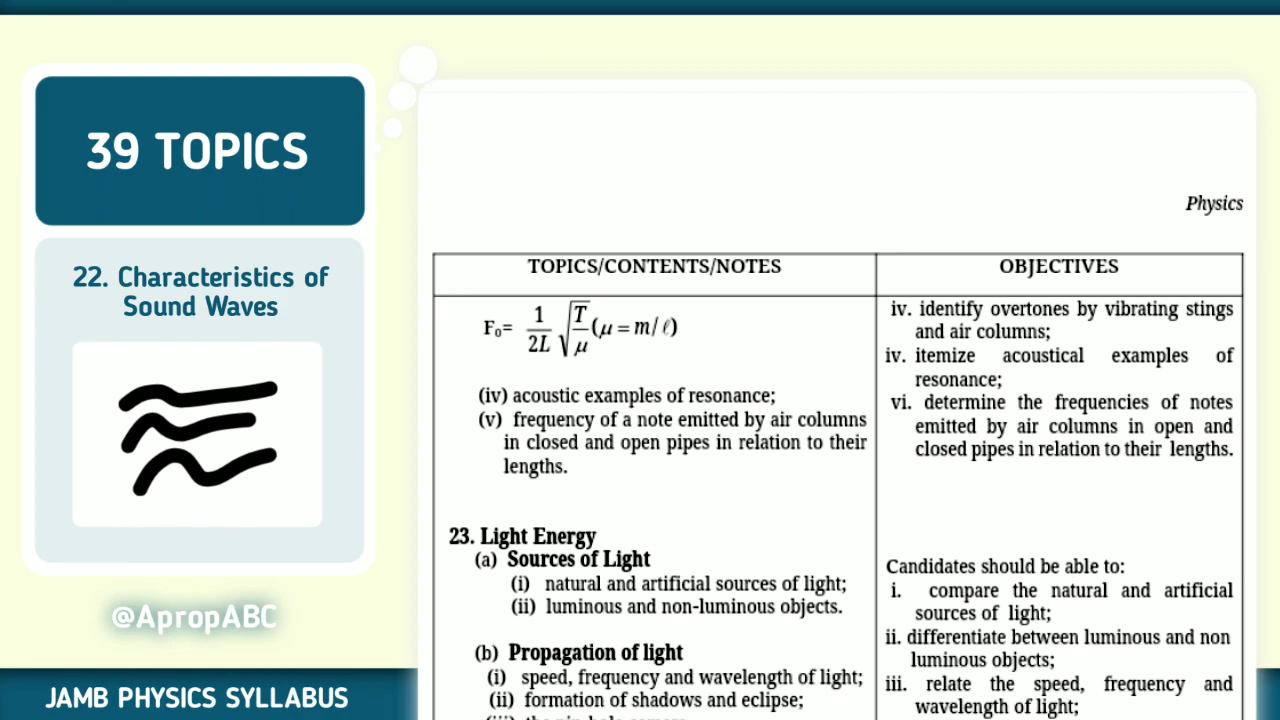 39 TOPICS
22. Characteristics of
Sound Waves
@ApropABC
JAMB PHYSICS SYLLABUS
Physics
TOPICS/CONTENTS/NOTES
F₀= 1/2L √T/μ (μ = m/ℓ)
(iv) acoustic examples of resonance;
(v) frequency of a note emitted by air columns
in closed and open pipes in relation to their
lengths.
23. Light Energy
(a) Sources of Light
(i) natural and artificial sources of light;
(ii) luminous and non-luminous objects.
(b) Propagation of light
(i) speed, frequency and wavelength of light;
(ii) formation of shadows and eclipse;
OBJECTIVES
iv. identify overtones by vibrating stings
and air columns;
iv. itemize acoustical examples of
resonance;
vi. determine the frequencies of notes
emitted by air columns in open and
closed pipes in relation to their lengths.
Candidates should be able to:
i. compare the natural and artificial
sources of light;
ii. differentiate between luminous and non
luminous objects;
iii. relate the speed, frequency and
wavelength of light;